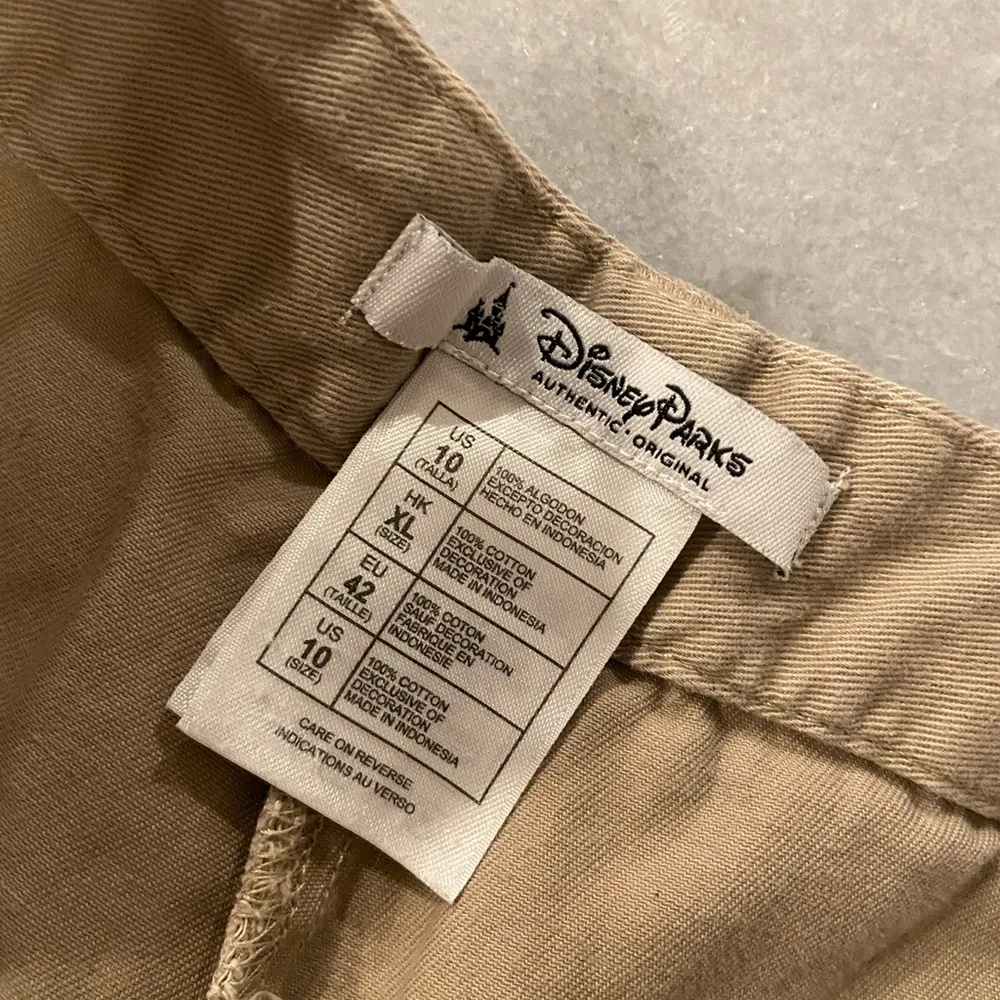 Disney Parks
AUTHENTIC · ORIGINAL
US
10
(TALLA)
100% ALGODON
EXCEPTO DECORACION
HECHO EN INDONESIA
HK
XL
(SIZE)
100% COTTON
EXCLUSIVE OF
DECORATION
MADE IN INDONESIA
EU
42
(TAILLE)
100% COTON
SAUF DECORATION
FABRIQUE EN
INDONESIE
US
10
(SIZE)
100% COTTON
EXCLUSIVE OF
DECORATION
MADE IN INDONESIA
CARE ON REVERSE
INDICATIONS AU VERSO